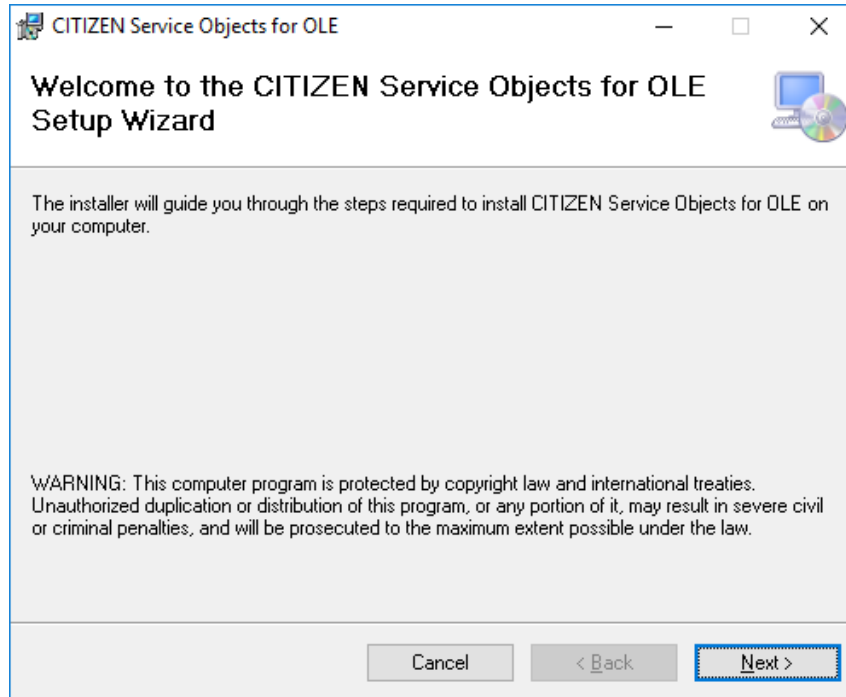 CITIZEN Service Objects for OLE
Welcome to the CITIZEN Service Objects for OLE
Setup Wizard
The installer will guide you through the steps required to install CITIZEN Service Objects for OLE on
your computer.
WARNING: This computer program is protected by copyright law and international treaties.
Unauthorized duplication or distribution of this program, or any portion of it, may result in severe civil
or criminal penalties, and will be prosecuted to the maximum extent possible under the law.
Cancel < Back Next >